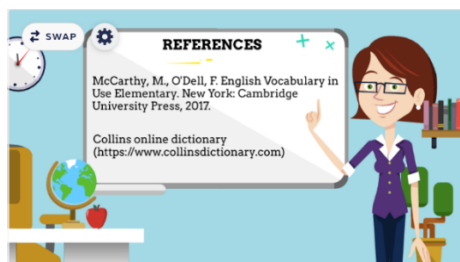 SWAP
REFERENCES
McCarthy, M., O'Dell, F. English Vocabulary in
Use Elementary. New York: Cambridge
University Press, 2017.
Collins online dictionary
(https://www.collinsdictionary.com)